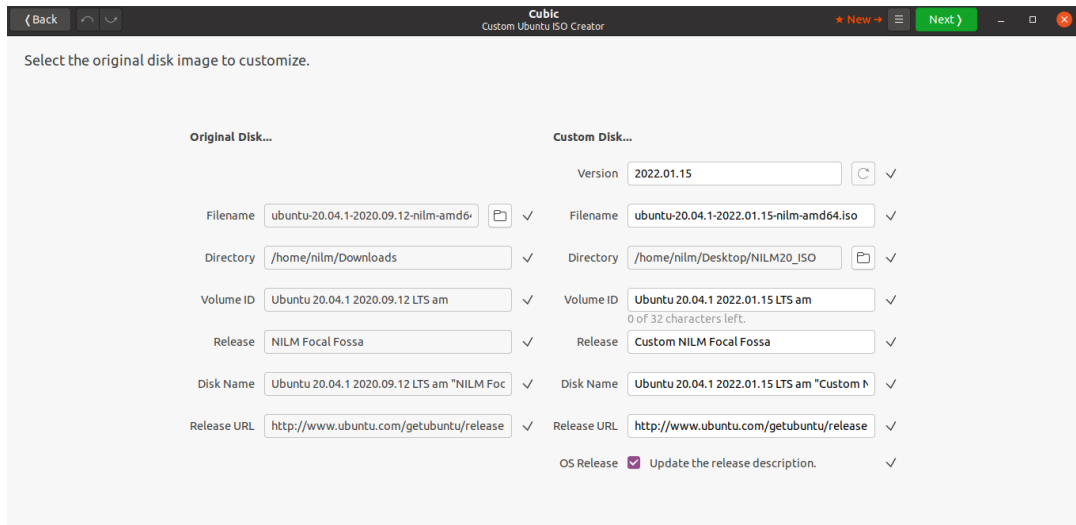 Back
Cubic
Custom Ubuntu ISO Creator
★ New →
Next
Select the original disk image to customize.
Original Disk...
Custom Disk...
Version 2022.01.15
Filename ubuntu-20.04.1-2020.09.12-nilm-amd64
Filename ubuntu-20.04.1-2022.01.15-nilm-amd64.iso
Directory /home/nilm/Downloads
Directory /home/nilm/Desktop/NILM20_ISO
Volume ID Ubuntu 20.04.1 2020.09.12 LTS am
Volume ID Ubuntu 20.04.1 2022.01.15 LTS am
0 of 32 characters left.
Release NILM Focal Fossa
Release Custom NILM Focal Fossa
Disk Name Ubuntu 20.04.1 2020.09.12 LTS am "NILM Foc
Disk Name Ubuntu 20.04.1 2022.01.15 LTS am "Custom N
Release URL http://www.ubuntu.com/getubuntu/release
Release URL http://www.ubuntu.com/getubuntu/release
OS Release Update the release description.